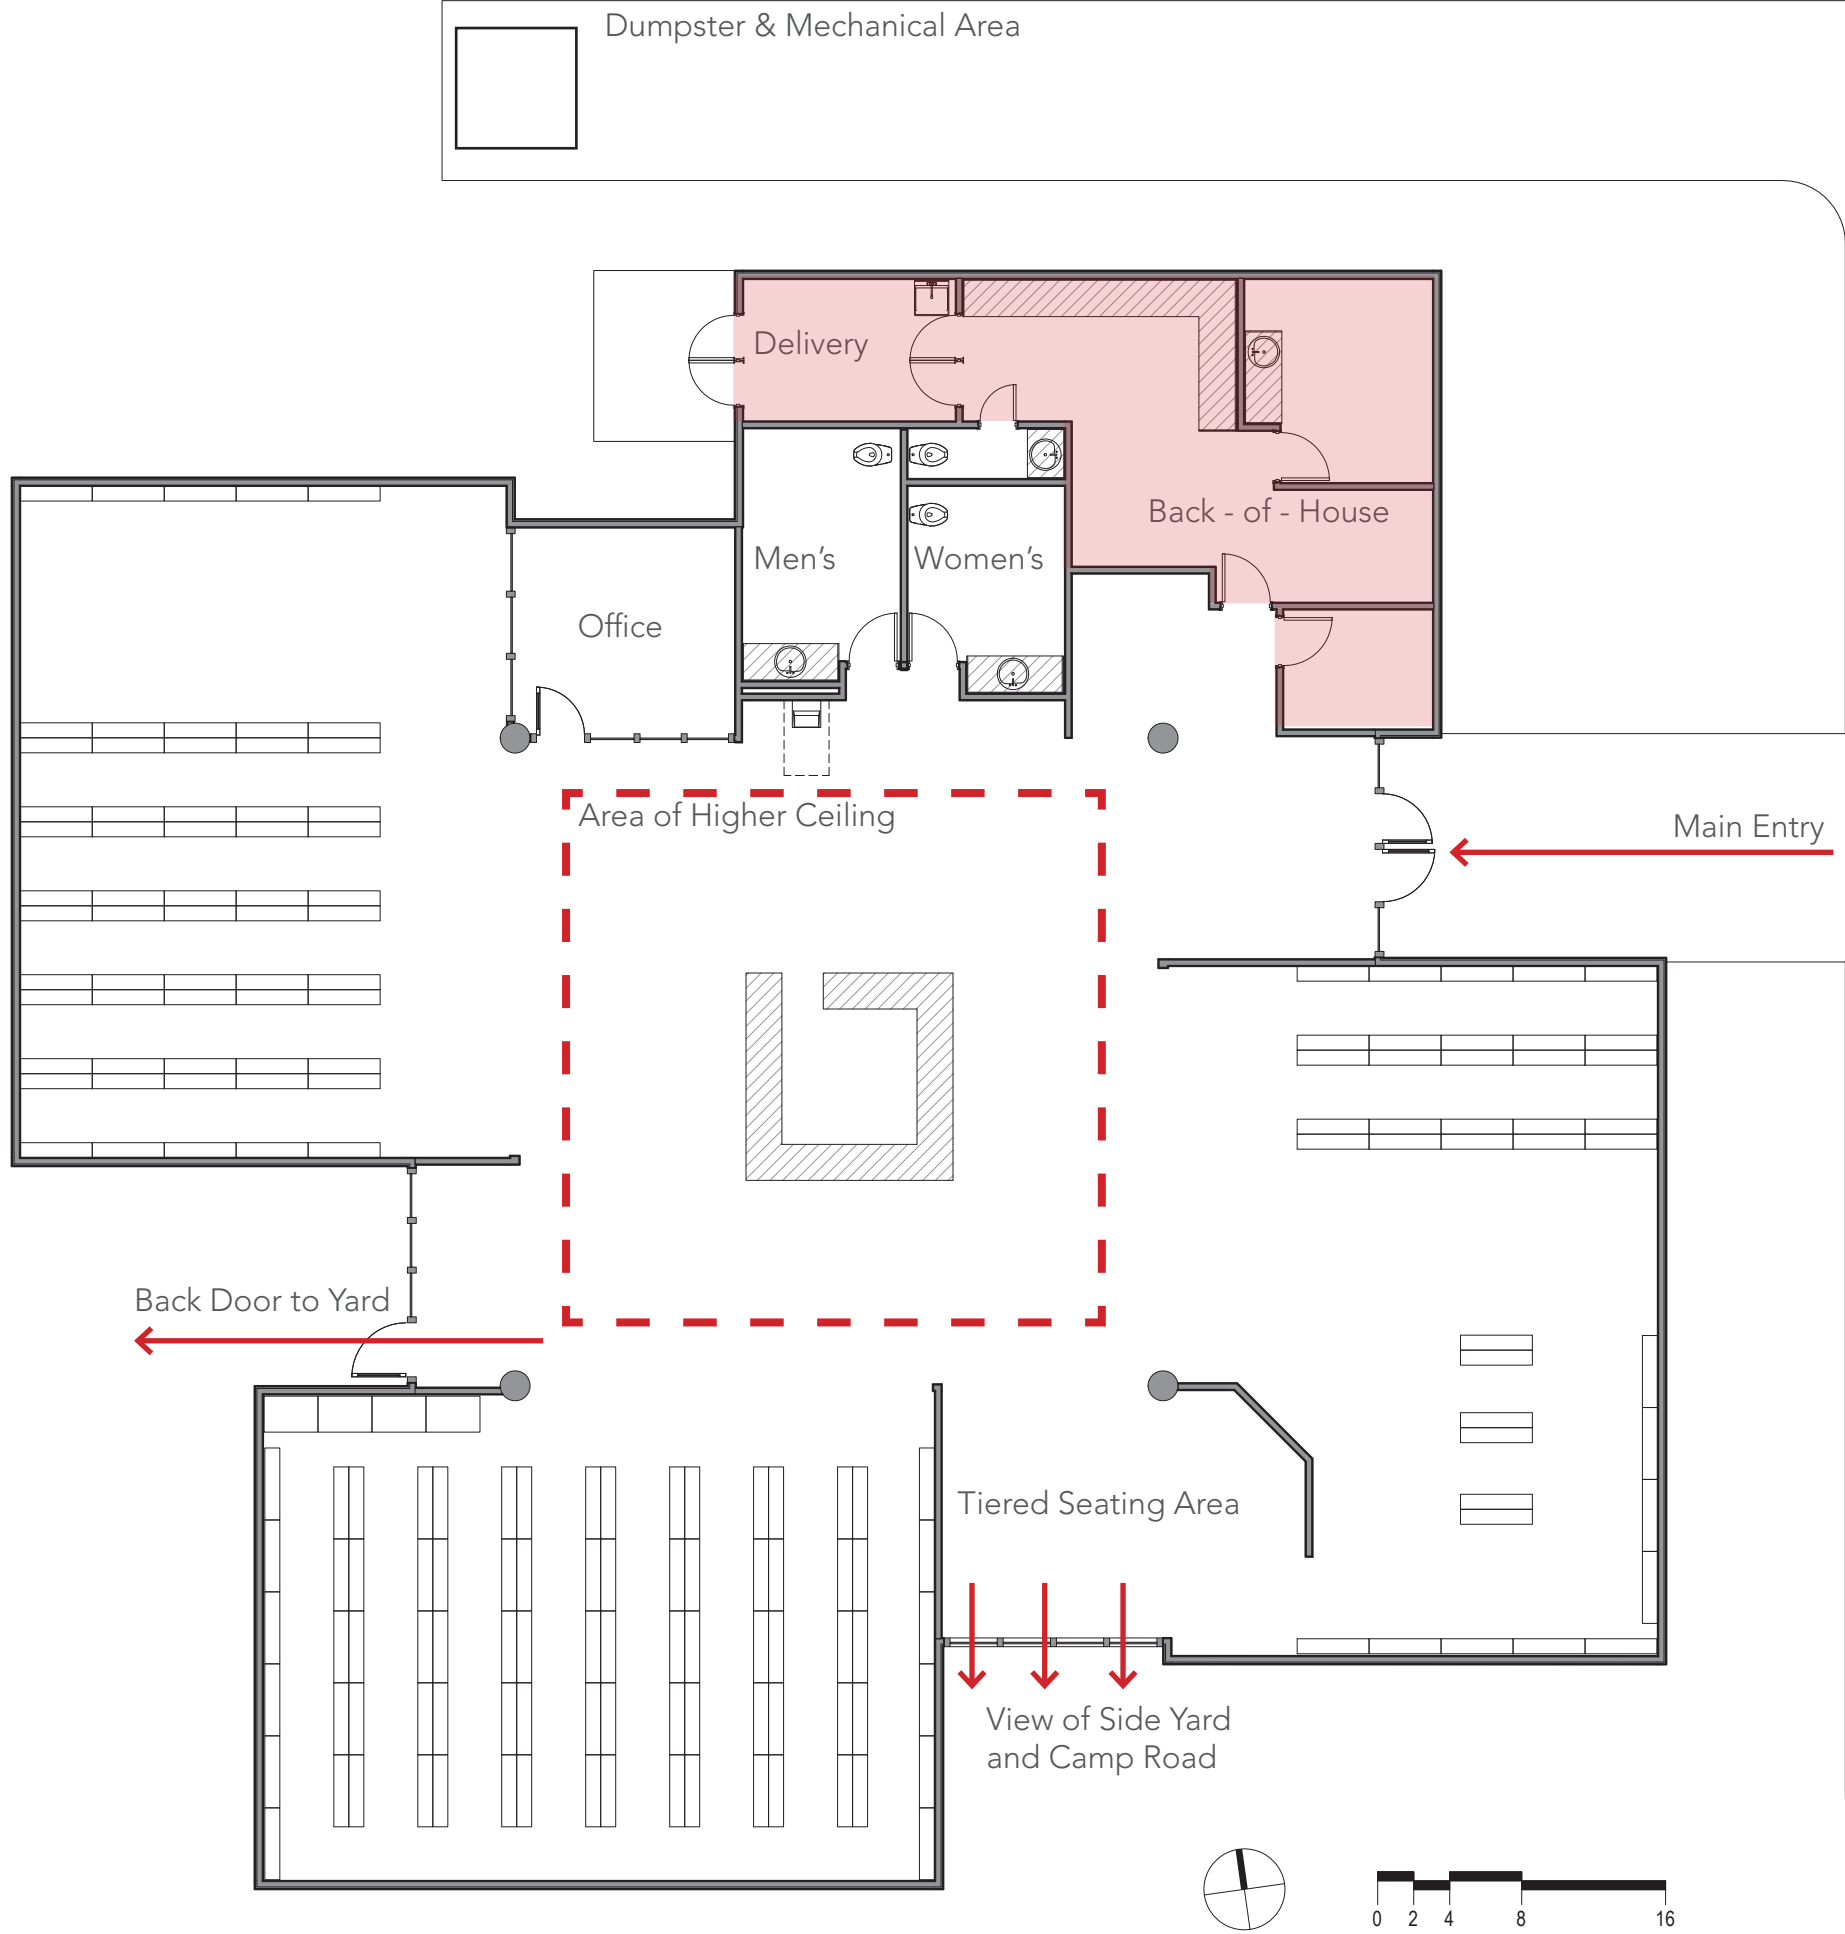 Dumpster & Mechanical Area
Delivery
Back - of - House
Men's
Women's
Office
Area of Higher Ceiling
Main Entry
Back Door to Yard
Tiered Seating Area
View of Side Yard
and Camp Road
0 2 4 8 16